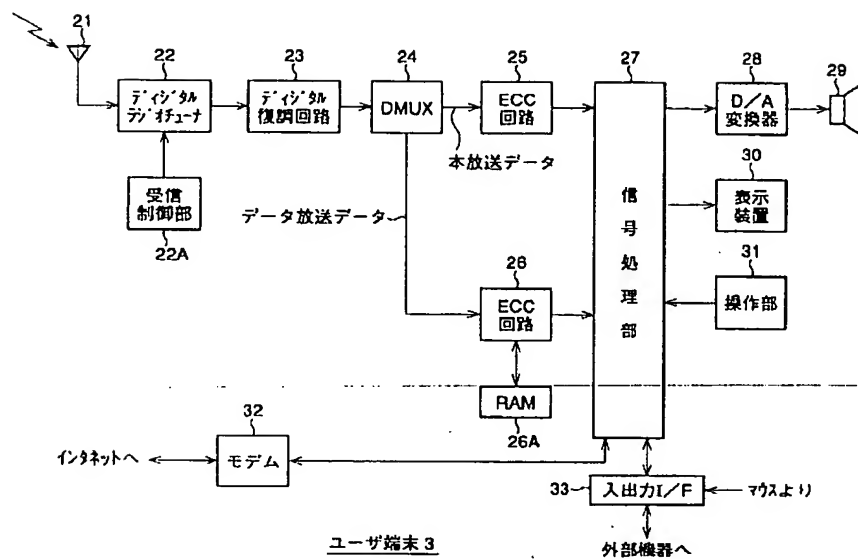 21
22
ディジタル
ラジオチューナ
受信
制御部
22A
23
ディジタル
復調回路
24
DMUX
本放送データ
データ放送データ
25
ECC
回路
26
ECC
回路
RAM
26A
27
信号処理部
28
D/A
変換器
29
30
表示
装置
31
操作部
32
モデム
インタネットへ
33
入出力I/F
マウスより
外部機器へ
ユーザ端末3